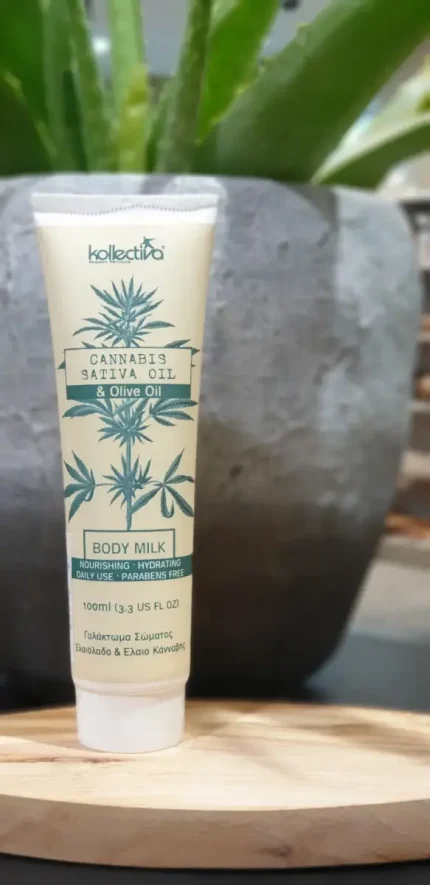 kollectiva
CANNABIS
SATIVA OIL
& Olive Oil
BODY MILK
NOURISHING · HYDRATING
DAILY USE · PARABENS FREE
100ml (3.3 US FL OZ)
Γαλάκτωμα Σώματος
Ελαιόλαδο & Έλαιο Κάνναβης